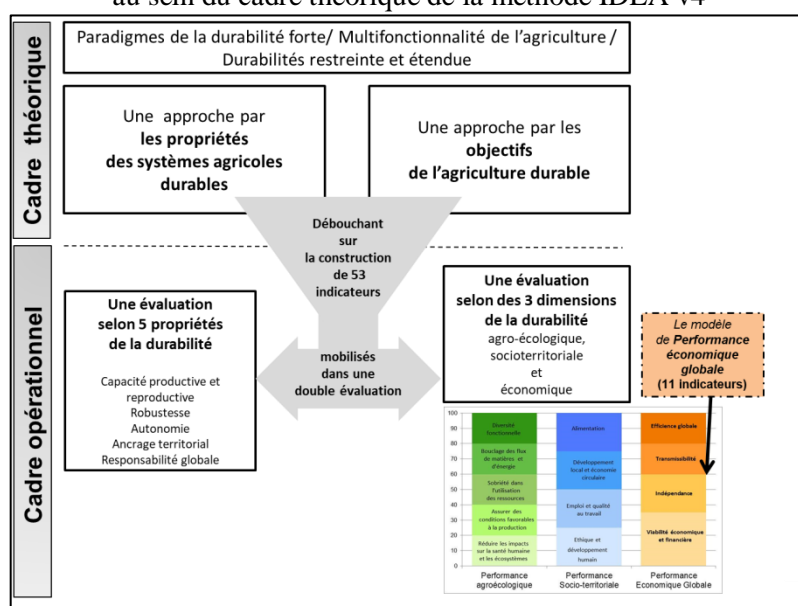 au sein du cadre théorique de la méthode IDEA v4
Cadre théorique
Paradigmes de la durabilité forte/ Multifonctionnalité de l'agriculture /
Durabilités restreinte et étendue
Une approche par
les propriétés
des systèmes agricoles
durables
Une approche par les
objectifs
de l'agriculture durable
Débouchant
sur
la construction
de 53
indicateurs
Cadre opérationnel
Une évaluation
selon 5 propriétés
de la durabilité
Capacité productive et
reproductive
Robustesse
Autonomie
Ancrage territorial
Responsabilité globale
mobilisés
dans une
double évaluation
Une évaluation
selon des 3 dimensions
de la durabilité
agro-écologique,
socioterritoriale
et
économique
Le modèle
de Performance
économique
globale
(11 indicateurs)
100
90
80
70
60
50
40
30
20
10
0
Diversité
fonctionnelle
Bouclage des flux
de matières et
d'énergie
Sobriété dans
l'utilisation
des ressources
Assurer des
conditions favorables
à la production
Réduire les impacts
sur la santé humaine
et les écosystèmes
Alimentation
Développement
local et économie
circulaire
Emploi et qualité
au travail
Ethique et
développement
humain
Efficience globale
Transmissibilité
Indépendance
Viabilité économique
et financière
Performance
agroécologique
Performance
Socio-territoriale
Performance
Economique Globale